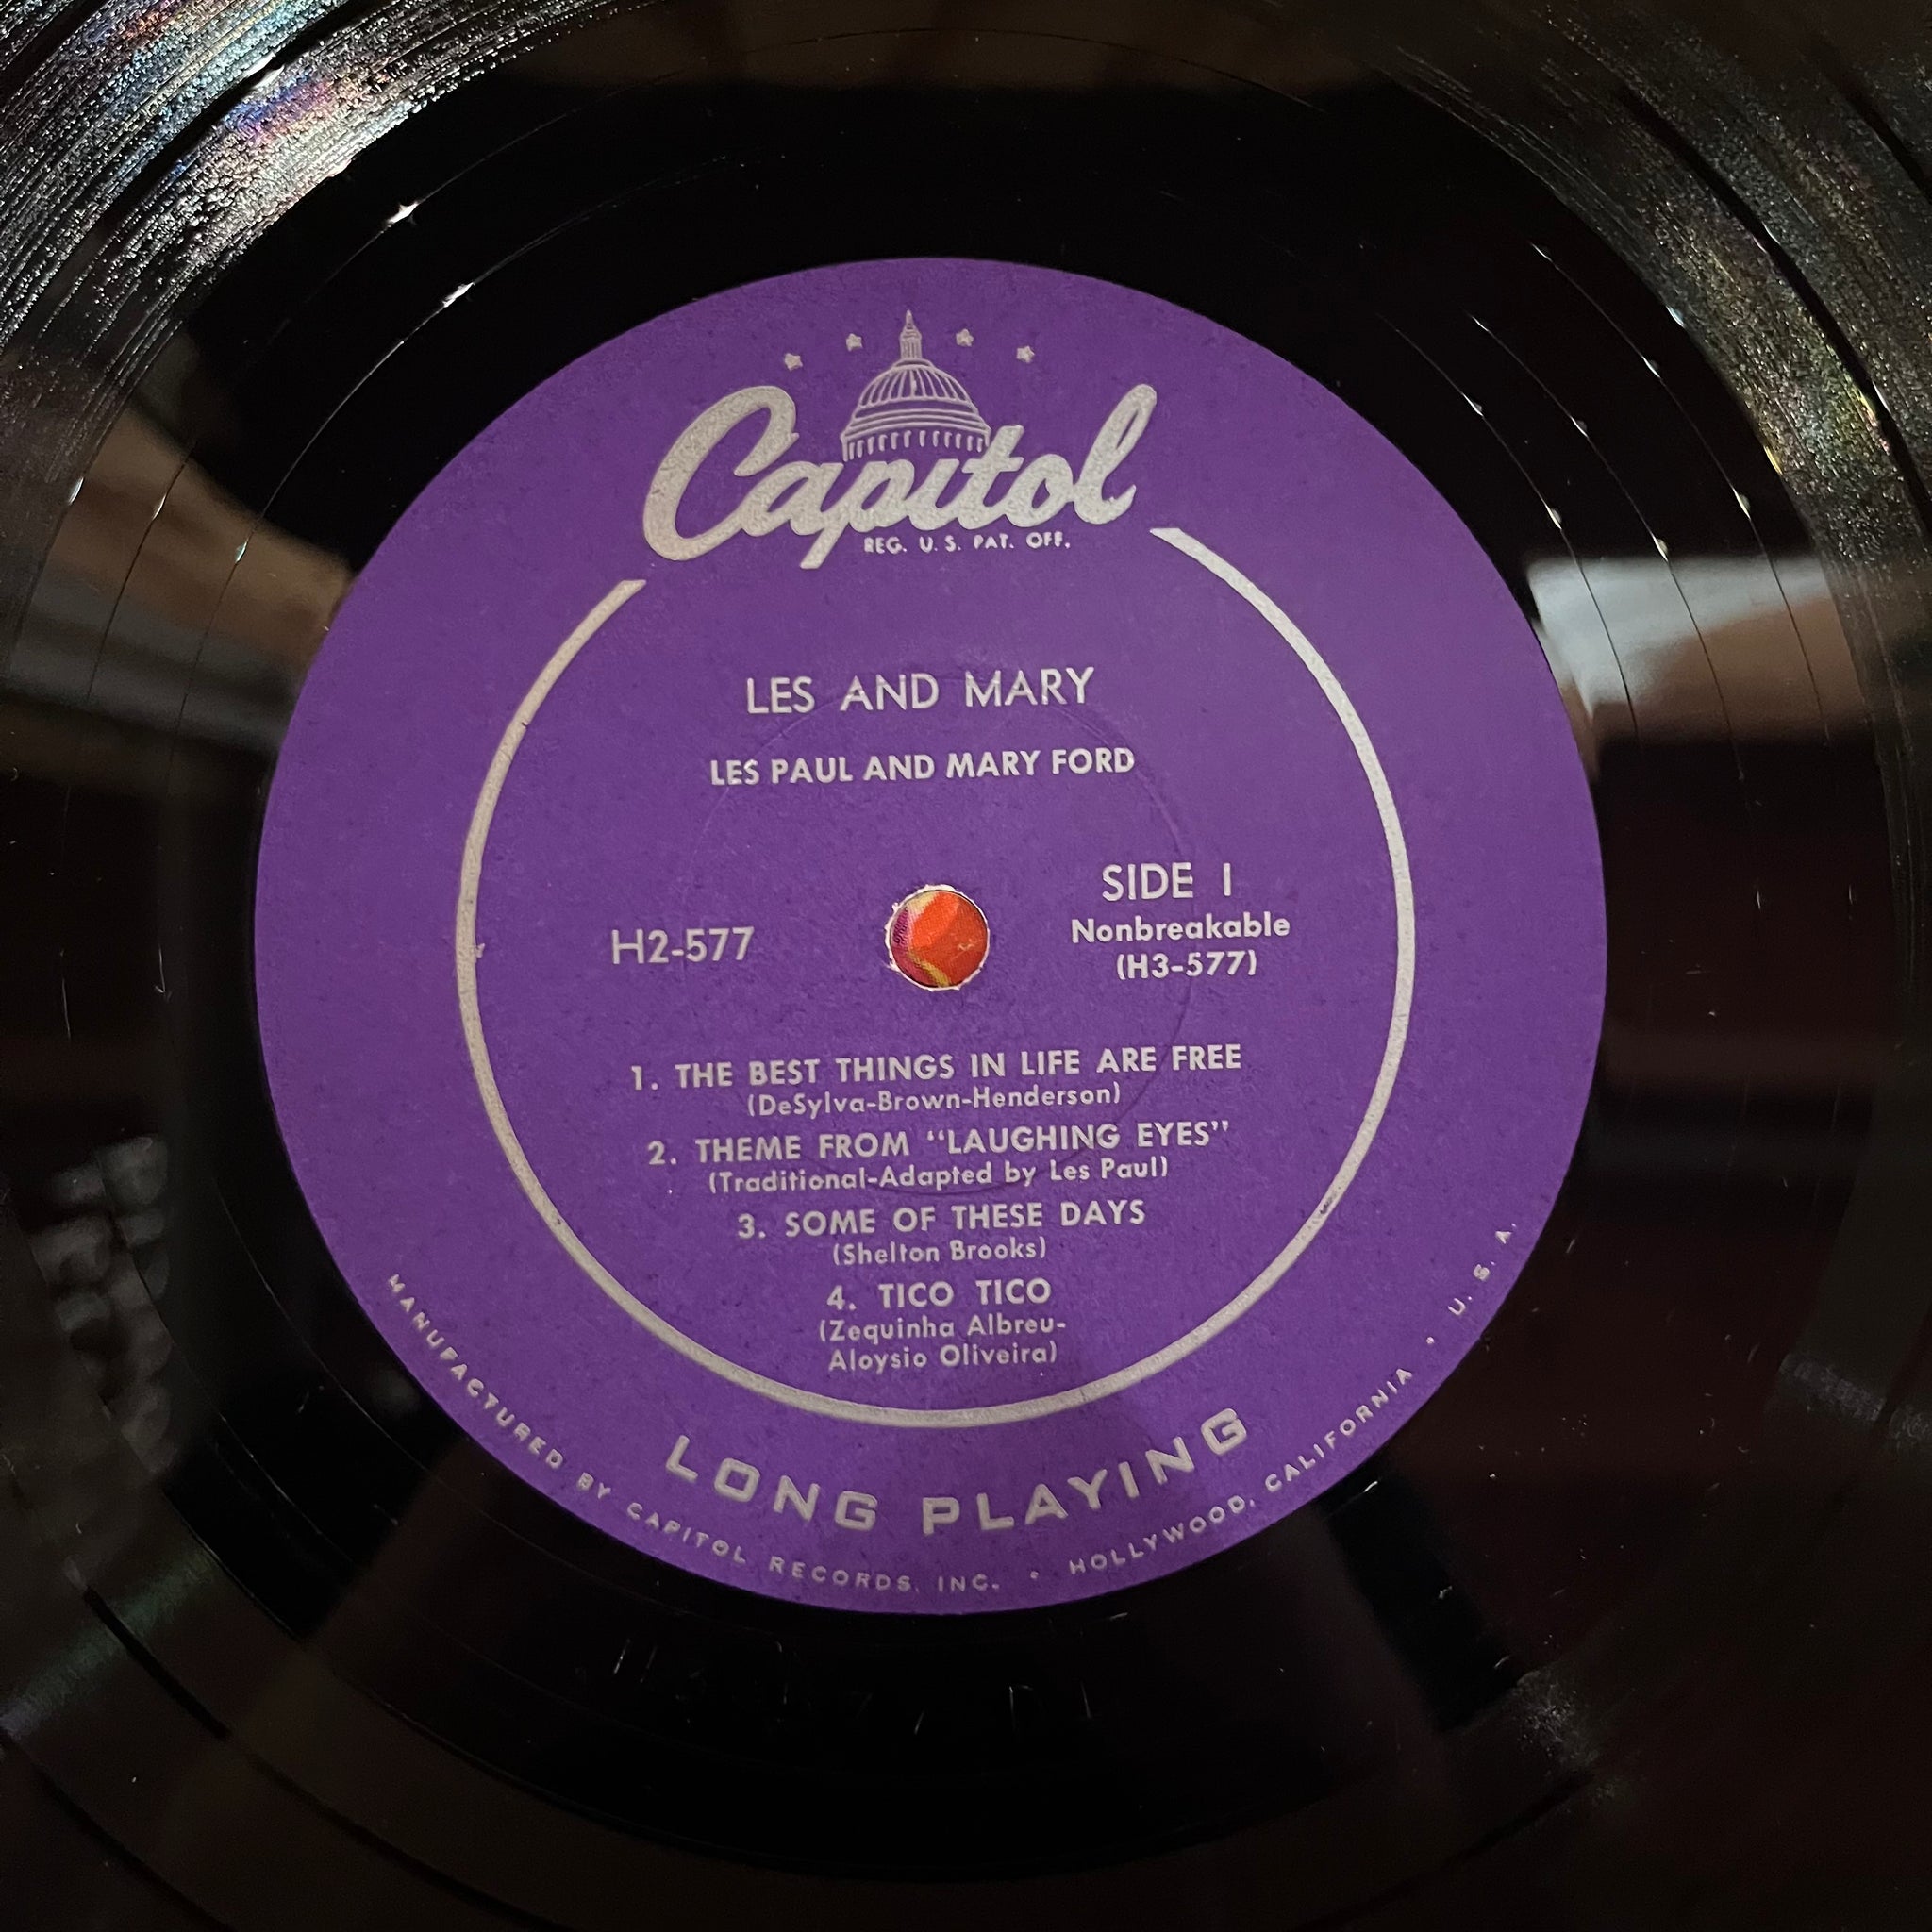 Capitol
REG. U.S. PAT. OFF.
LES AND MARY
LES PAUL AND MARY FORD
SIDE 1
H2-577
Nonbreakable
(H3-577)
1. THE BEST THINGS IN LIFE ARE FREE
(DeSylva-Brown-Henderson)
2. THEME FROM “LAUGHING EYES”
(Traditional-Adapted by Les Paul)
3. SOME OF THESE DAYS
(Shelton Brooks)
4. TICO TICO
(Zequinha Albreu-
Aloysio Oliveira)
LONG PLAYING
MANUFACTURED BY CAPITOL RECORDS, INC. • HOLLYWOOD, CALIFORNIA • U. S. A.